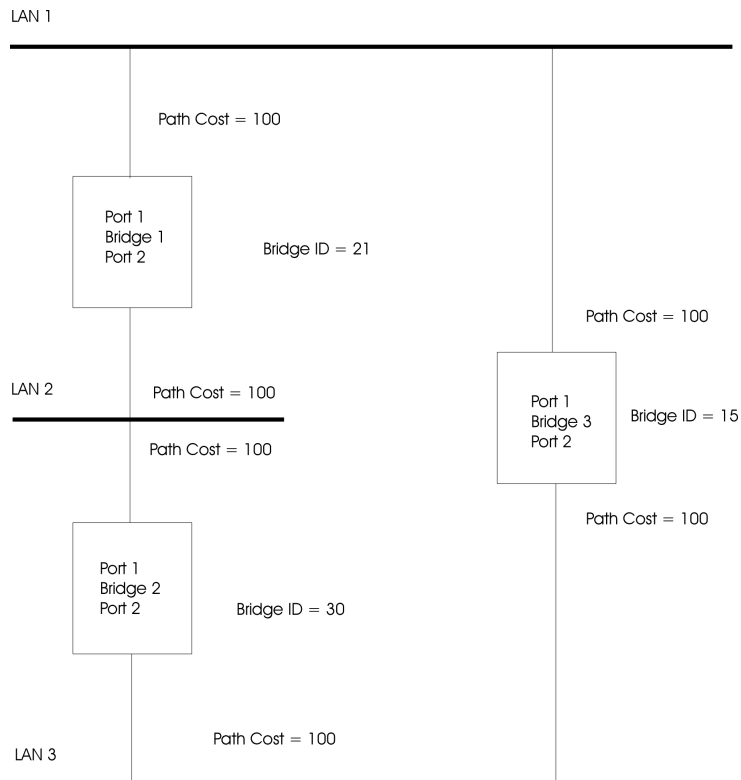 LAN 1
Path Cost = 100
Port 1
Bridge 1
Port 2
Bridge ID = 21
Path Cost = 100
LAN 2
Path Cost = 100
Port 1
Bridge 3
Port 2
Bridge ID = 15
Path Cost = 100
Path Cost = 100
Port 1
Bridge 2
Port 2
Bridge ID = 30
Path Cost = 100
LAN 3